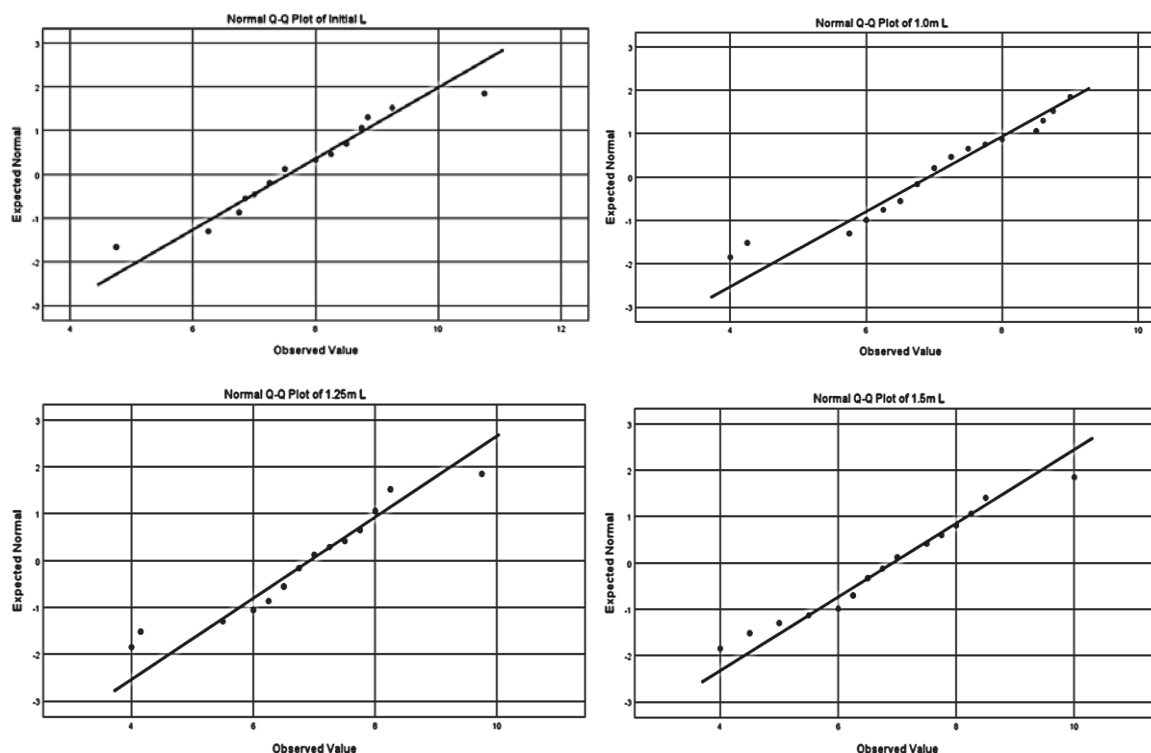 Normal Q-Q Plot of Initial L
3
2
1
0
-1
-2
-3
Expected Normal
4 6 8 10 12
Observed Value
Normal Q-Q Plot of 1.0m L
3
2
1
0
-1
-2
-3
Expected Normal
4 6 8 10
Observed Value
Normal Q-Q Plot of 1.25m L
3
2
1
0
-1
-2
-3
Expected Normal
4 6 8 10
Observed Value
Normal Q-Q Plot of 1.5m L
3
2
1
0
-1
-2
-3
Expected Normal
4 6 8 10
Observed Value